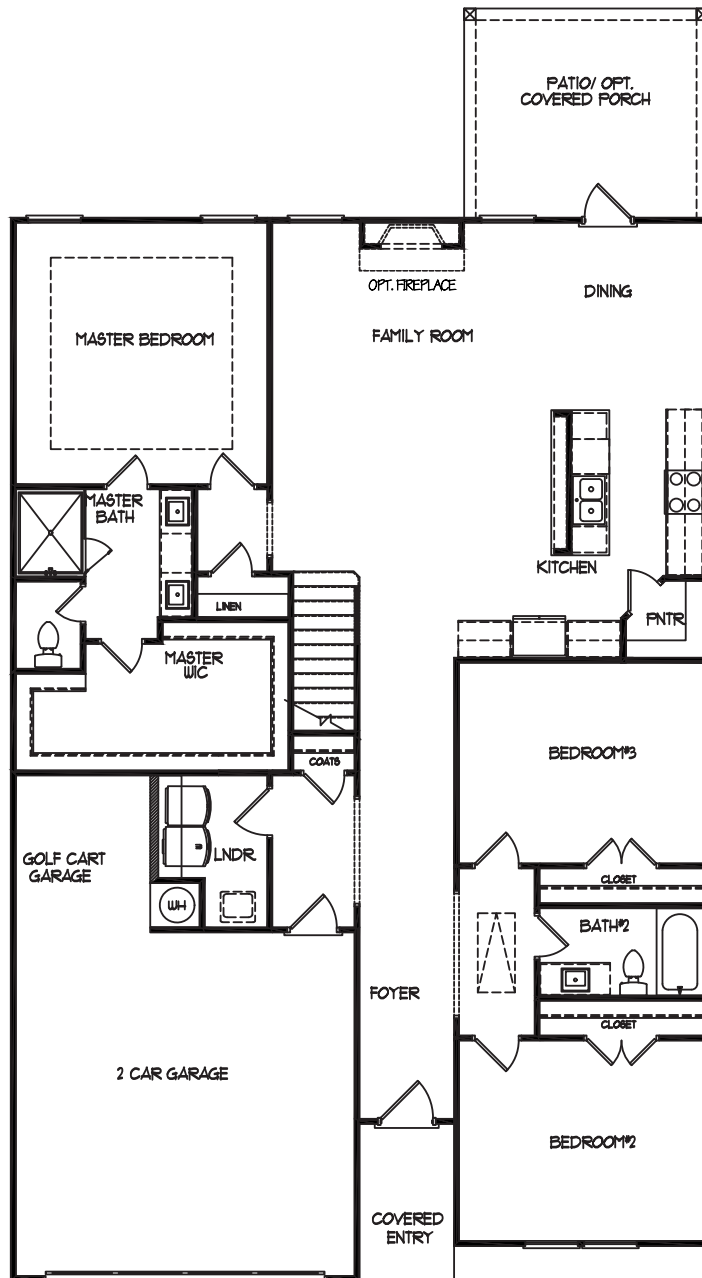 PATIO/ OPT.
COVERED PORCH
OPT. FIREPLACE
DINING
MASTER BEDROOM
FAMILY ROOM
MASTER
BATH
KITCHEN
LINEN
PNTR
MASTER
WIC
BEDROOM#3
COATS
GOLF CART
GARAGE
LNDR
CLOSET
WH
BATH#2
FOYER
CLOSET
2 CAR GARAGE
BEDROOM#2
COVERED
ENTRY